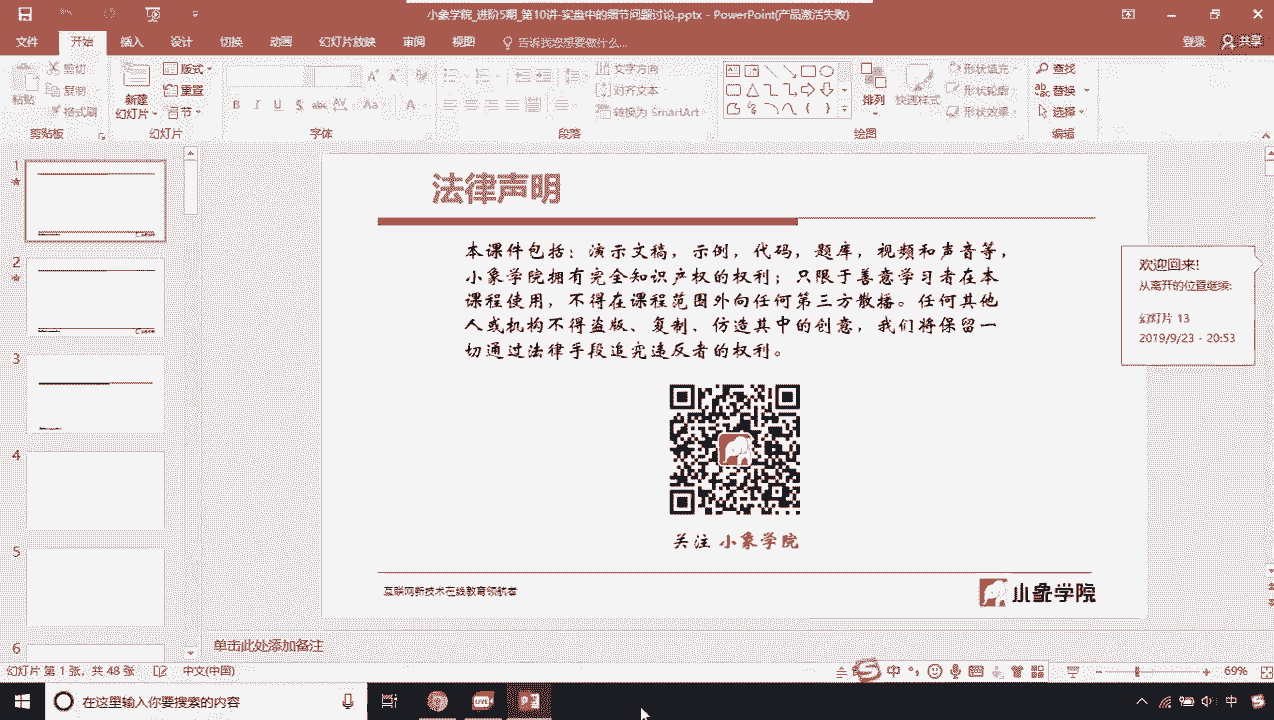 小象学院_进阶5期_第10讲-实盘中的细节问题讨论.pptx - PowerPoint(产品激活失败)
文件 开始 插入 设计 切换 动画 幻灯片放映 审阅 视图 告诉我您想要做什么... 登录 共享
粘贴 剪切 复制 格式刷 剪贴板
新建 幻灯片 版式 重置 节 幻灯片
B I U S abc AV Aa A 字体
文字方向 对齐文本 转换为 SmartArt 段落
排列 快速样式 形状填充 形状轮廓 形状效果 绘图
查找 替换 选择 编辑
1
2
3
4
5
6
法律声明
本课件包括：演示文稿，示例，代码，题库，视频和声音等，
小象学院拥有完全知识产权的权利；只限于善意学习者在本
课程使用，不得在课程范围外向任何第三方散播。任何其他
人或机构不得盗版、复制、仿造其中的创意，我们将保留一
切通过法律手段追究违反者的权利。
关注 小象学院
互联网新技术在线教育领航者
小象学院
欢迎回来!
从离开的位置继续:
幻灯片 13
2019/9/23 - 20:53
单击此处添加备注
幻灯片 第 1 张，共 48 张 中文(中国) 中 69%
在这里输入你要搜索的内容 LIVE 中